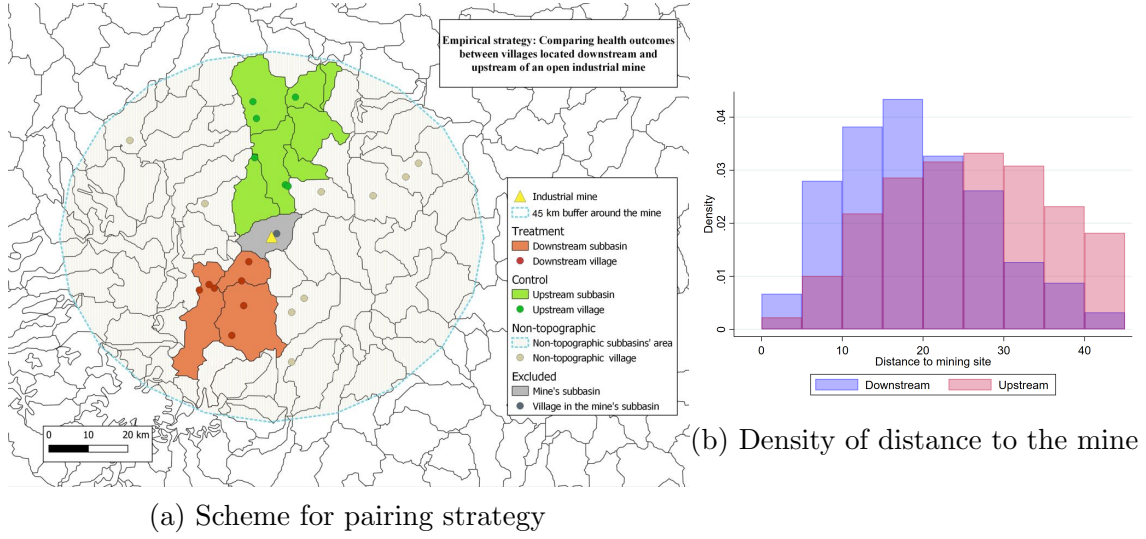 Empirical strategy: Comparing health outcomes
between villages located downstream and
upstream of an open industrial mine
Industrial mine
45 km buffer around the mine
Treatment
Downstream subbasin
Downstream village
Control
Upstream subbasin
Upstream village
Non-topographic
Non-topographic subbasins' area
Non-topographic village
Excluded
Mine's subbasin
Village in the mine's subbasin
0 10 20 km
(a) Scheme for pairing strategy
Density
.04
.03
.02
.01
0
0 10 20 30 40
Distance to mining site
Downstream Upstream
(b) Density of distance to the mine